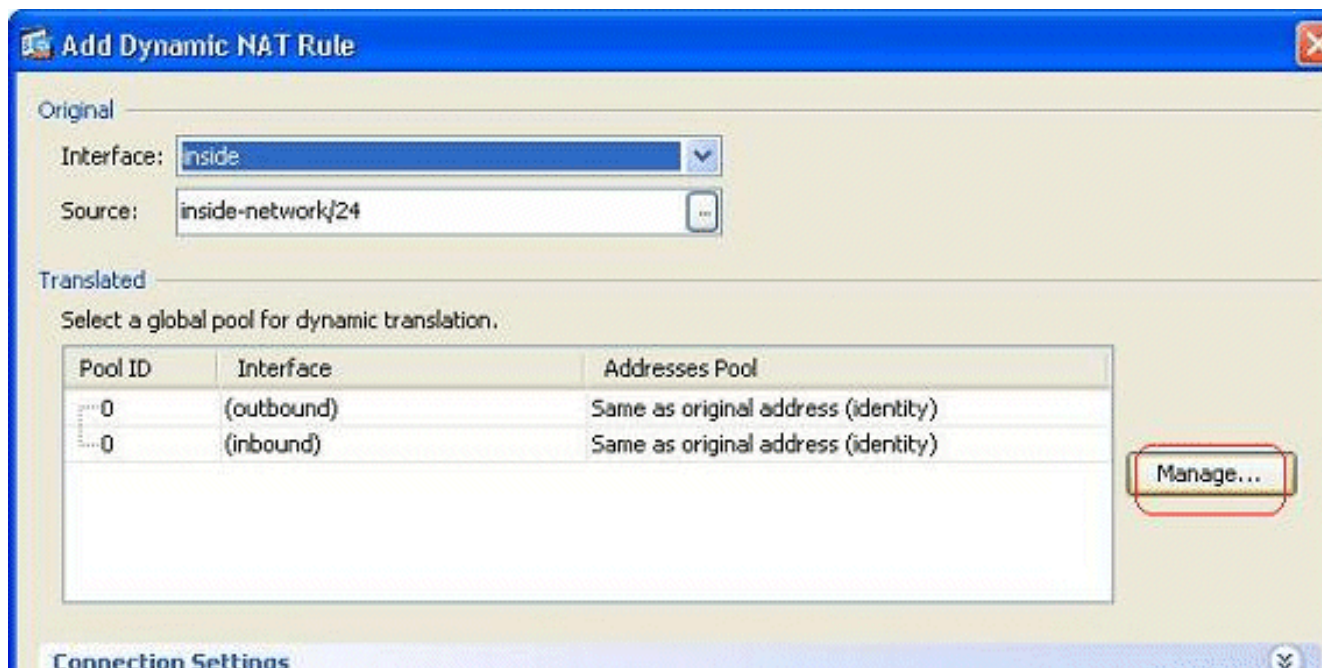 Add Dynamic NAT Rule
Original
Interface: inside
Source: inside-network/24 ...
Translated
Select a global pool for dynamic translation.
Pool ID Interface Addresses Pool
0 (outbound) Same as original address (identity)
0 (inbound) Same as original address (identity)
Manage...
Connection Settings